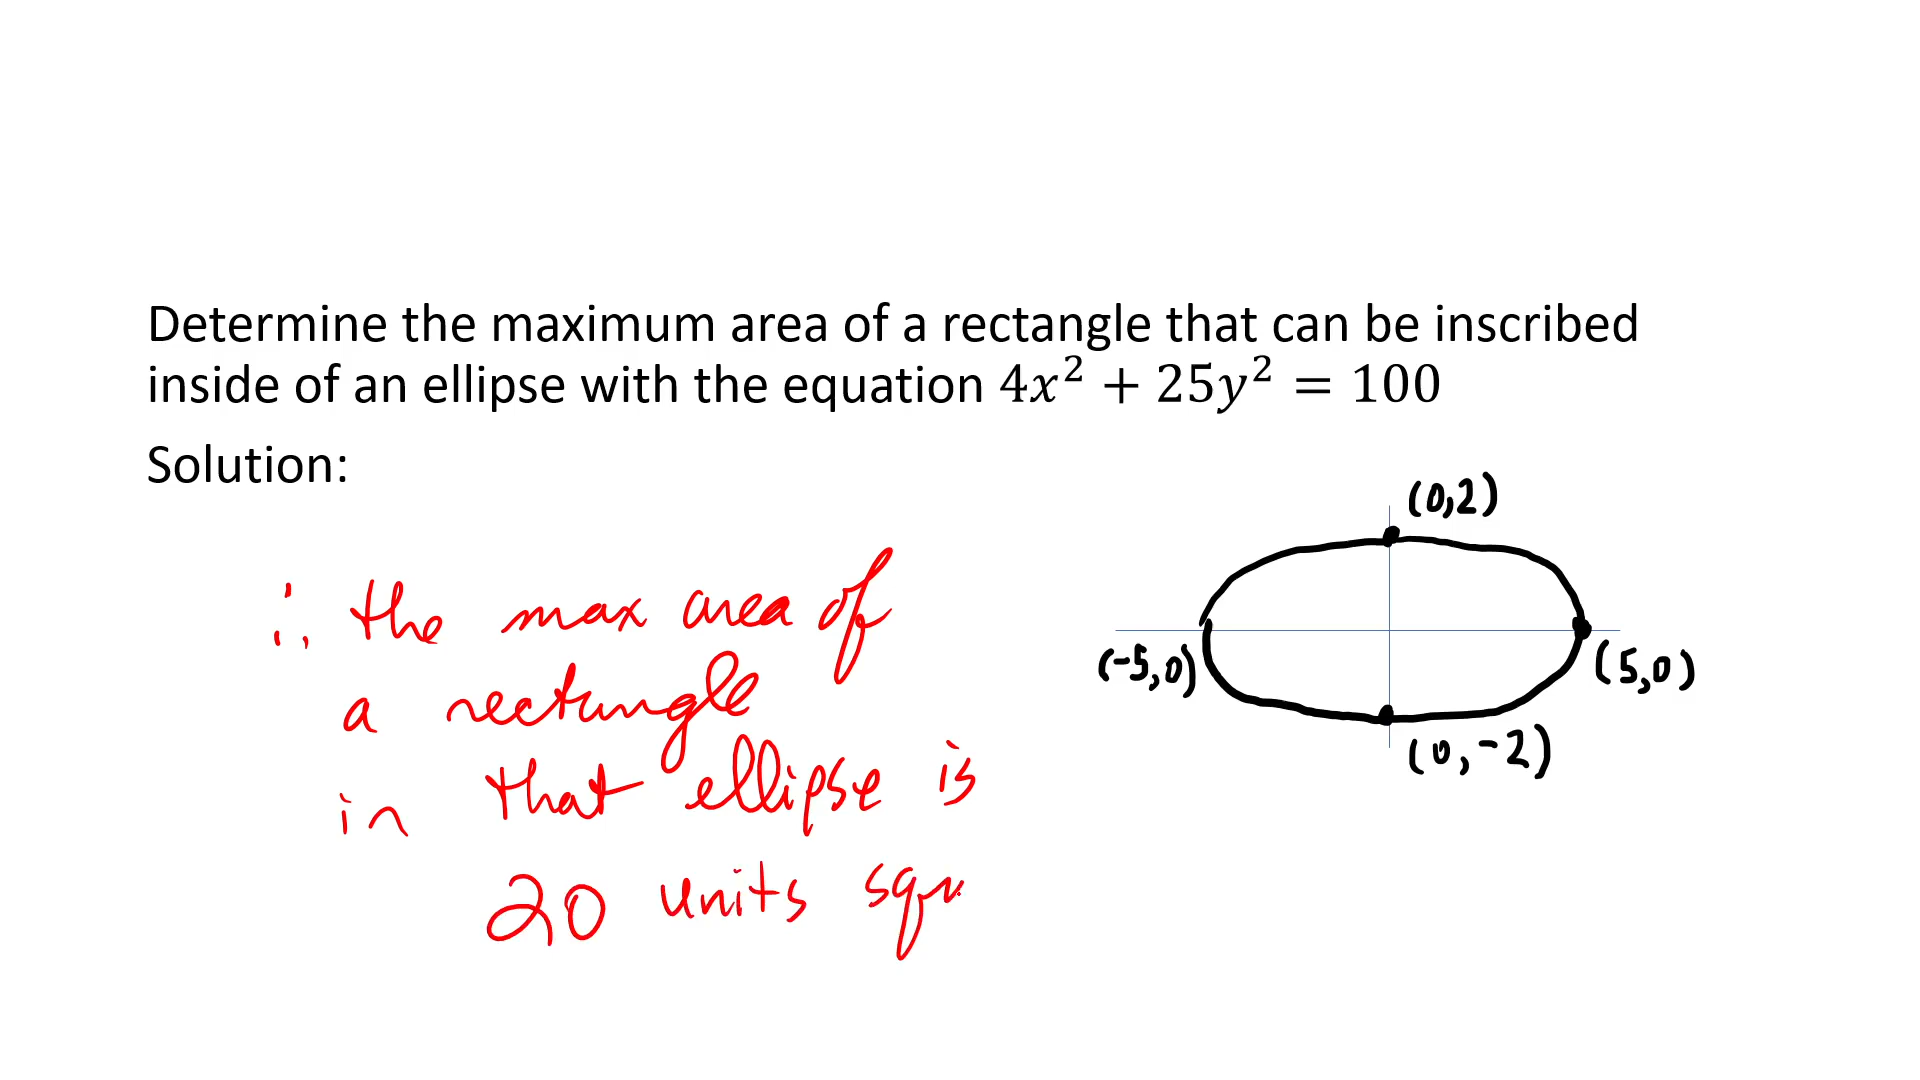 Determine the maximum area of a rectangle that can be inscribed
inside of an ellipse with the equation 4x² + 25y² = 100
Solution:
(0,2)
∴ the max area of
(-5,0)
(5,0)
a rectangle
(0,-2)
in that ellipse is
20 units squ